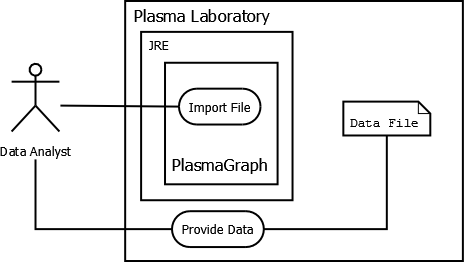 Plasma Laboratory
JRE
Import File
Data File
Data Analyst
PlasmaGraph
Provide Data